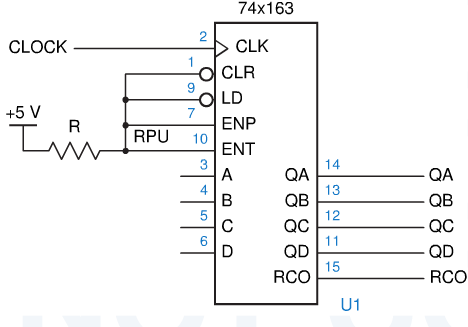 74x163
CLOCK 2 CLK
1 CLR
9 LD
+5 V 7 ENP
R RPU 10 ENT
3 A QA 14 QA
4 B QB 13 QB
5 C QC 12 QC
6 D QD 11 QD
RCO 15 RCO
U1